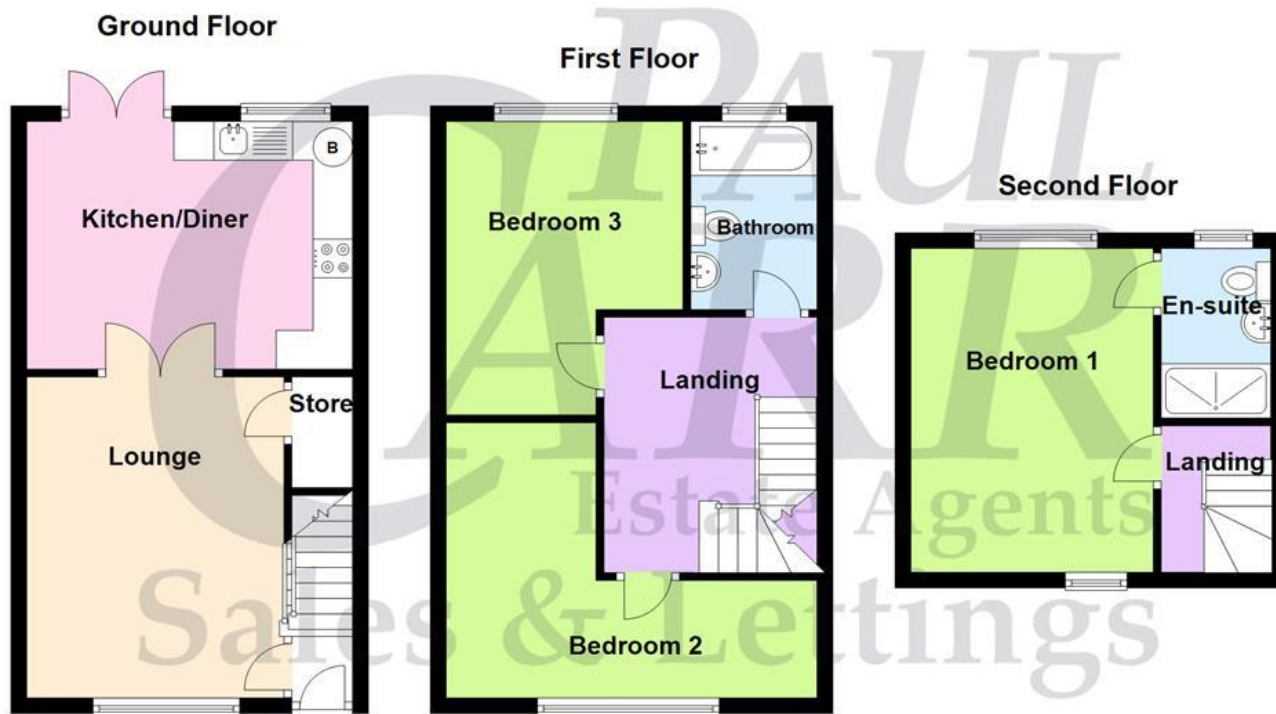 Ground Floor
Kitchen/Diner
B
Lounge
Store
First Floor
Bedroom 3
Bathroom
Landing
Bedroom 2
Second Floor
Bedroom 1
En-suite
Landing
PAUL
CARR
Estate Agents
Sales & Lettings